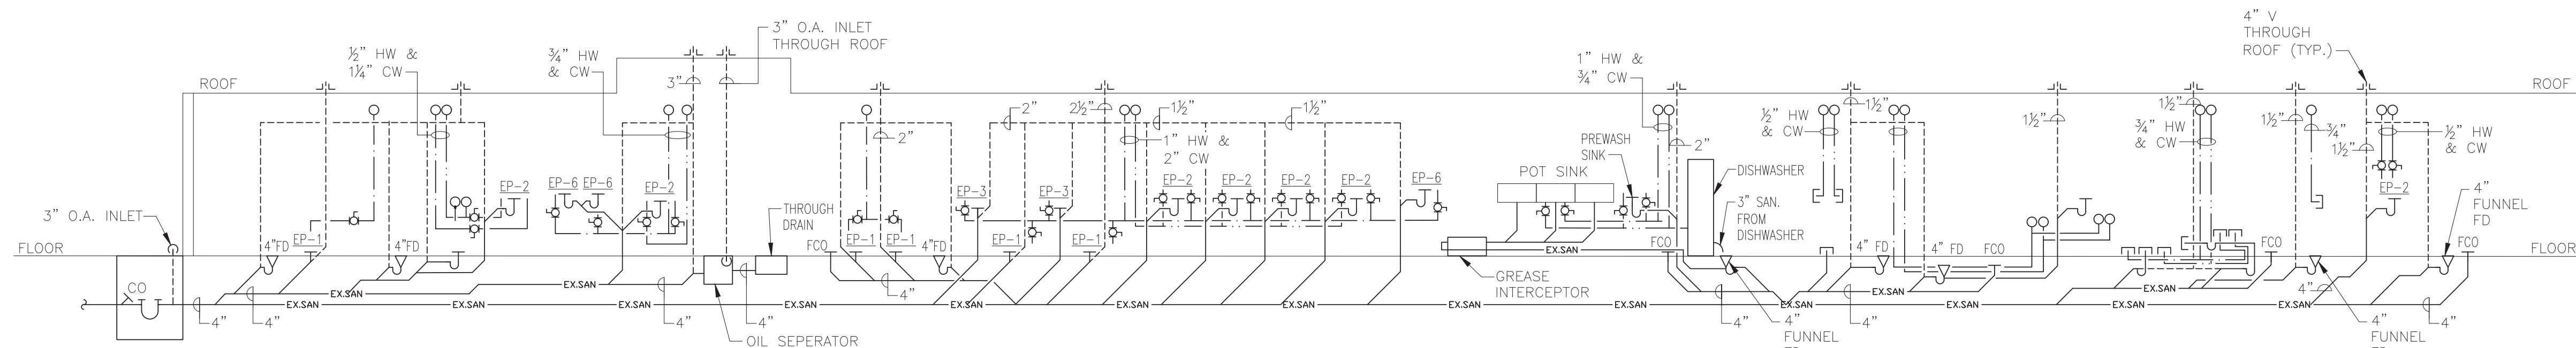 3" O.A. INLET
THROUGH ROOF
4" V
THROUGH
ROOF (TYP.)
½" HW &
1¼" CW
¾" HW
& CW
3"
1" HW &
¾" CW
ROOF
ROOF
2"
2"
2½"
1½"
1½"
1" HW &
2" CW
½" HW
& CW
1½"
1½"
1½"
¾" HW
& CW
1½"
¾"
1½"
½" HW
& CW
PREWASH
SINK
2"
POT SINK
DISHWASHER
3" SAN.
FROM
DISHWASHER
EP-2
EP-6
EP-6
EP-2
EP-3
EP-3
EP-2
EP-2
EP-2
EP-2
EP-6
EP-2
3" O.A. INLET
THROUGH
DRAIN
4"
FUNNEL
FD
FLOOR
4"FD
EP-1
4"FD
FCO
EP-1
EP-1
4"FD
EP-1
EP-1
FCO
4" FD
4" FD
FCO
FCO
FCO
FLOOR
EX.SAN
CO
EX.SAN
EX.SAN
4"
EX.SAN
EX.SAN
4"
GREASE
INTERCEPTOR
EX.SAN
EX.SAN
EX.SAN
EX.SAN
EX.SAN
EX.SAN
EX.SAN
EX.SAN
EX.SAN
EX.SAN
EX.SAN
EX.SAN
EX.SAN
4"
4"
4"
4"
4"
4"
FUNNEL
4"
4"
FUNNEL
4"
OIL SEPERATOR